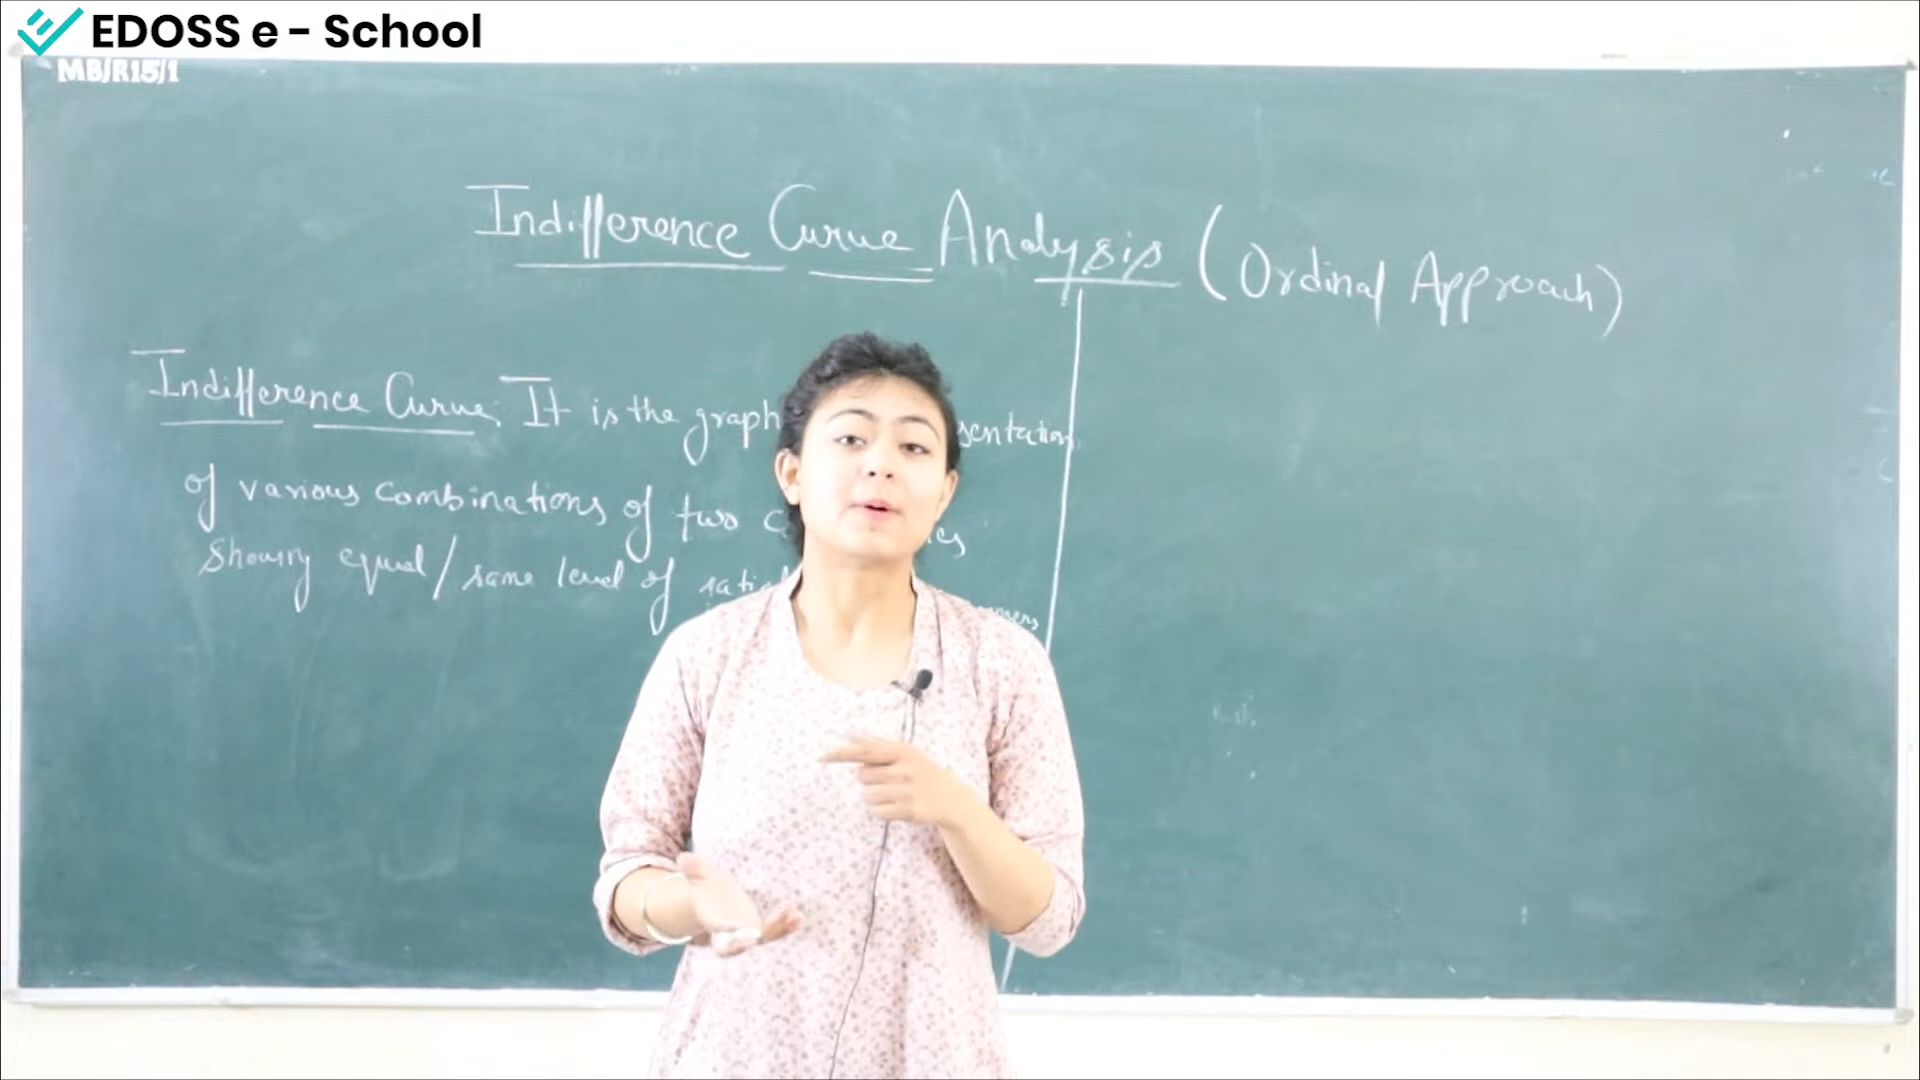 EDOSS e - School
MB/R15/1
Indifference Curve Analysis (Ordinal Approach)
Indifference Curve: It is the
of various combinations of two
Showing equal/same level of